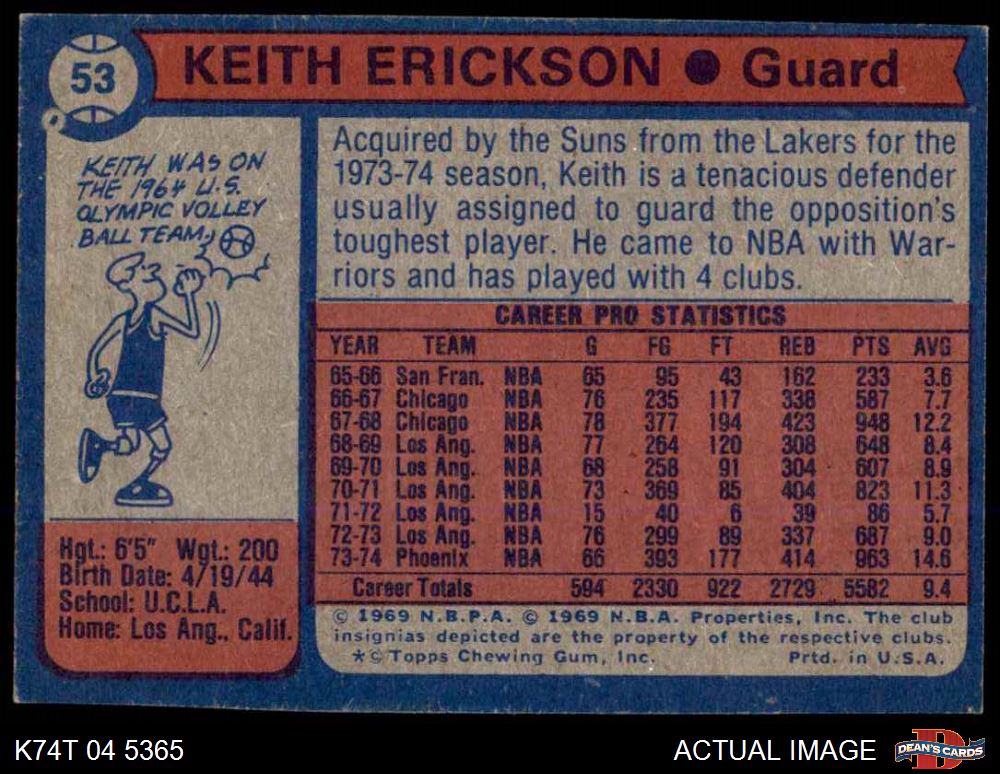 53
KEITH ERICKSON ● Guard
KEITH WAS ON
THE 1964 U.S.
OLYMPIC VOLLEY
BALL TEAM.
Acquired by the Suns from the Lakers for the
1973-74 season, Keith is a tenacious defender
usually assigned to guard the opposition's
toughest player. He came to NBA with War-
riors and has played with 4 clubs.
CAREER PRO STATISTICS
YEAR TEAM G FG FT REB PTS AVG
65-66 San Fran. NBA 65 95 43 162 233 3.6
66-67 Chicago NBA 76 235 117 338 587 7.7
67-68 Chicago NBA 78 377 194 423 948 12.2
68-69 Los Ang. NBA 77 264 120 308 648 8.4
69-70 Los Ang. NBA 68 258 91 304 607 8.9
70-71 Los Ang. NBA 73 369 85 404 823 11.3
71-72 Los Ang. NBA 15 40 6 39 86 5.7
72-73 Los Ang. NBA 76 299 89 337 687 9.0
73-74 Phoenix NBA 66 393 177 414 963 14.6
Career Totals 594 2330 922 2729 5582 9.4
Hgt.: 6'5" Wgt.: 200
Birth Date: 4/19/44
School: U.C.L.A.
Home: Los Ang., Calif.
© 1969 N.B.P.A. © 1969 N.B.A. Properties, Inc. The club
insignias depicted are the property of the respective clubs.
*© Topps Chewing Gum, Inc. Prtd. in U.S.A.
K74T 04 5365
ACTUAL IMAGE
DEAN'S CARDS